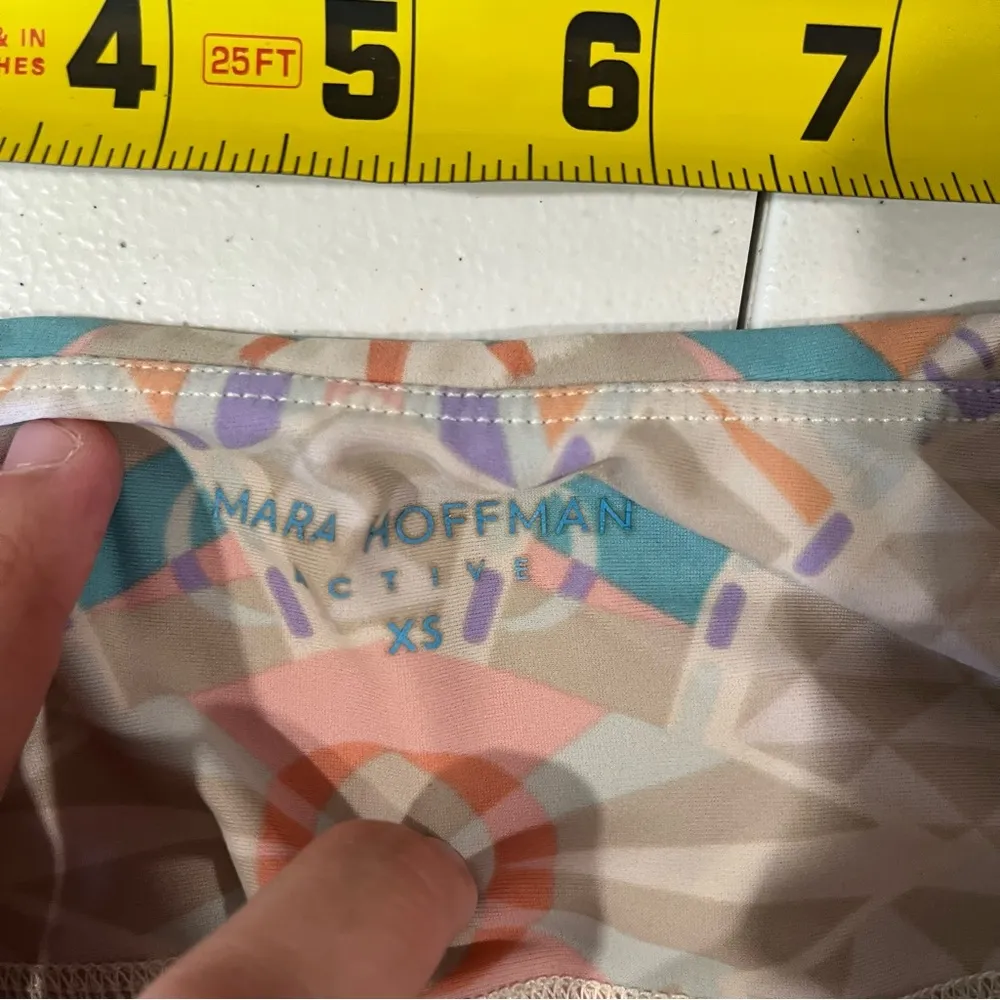 & IN
4 25FT 5 6 7
HES
MARA HOFFMAN
ACTIVE
XS